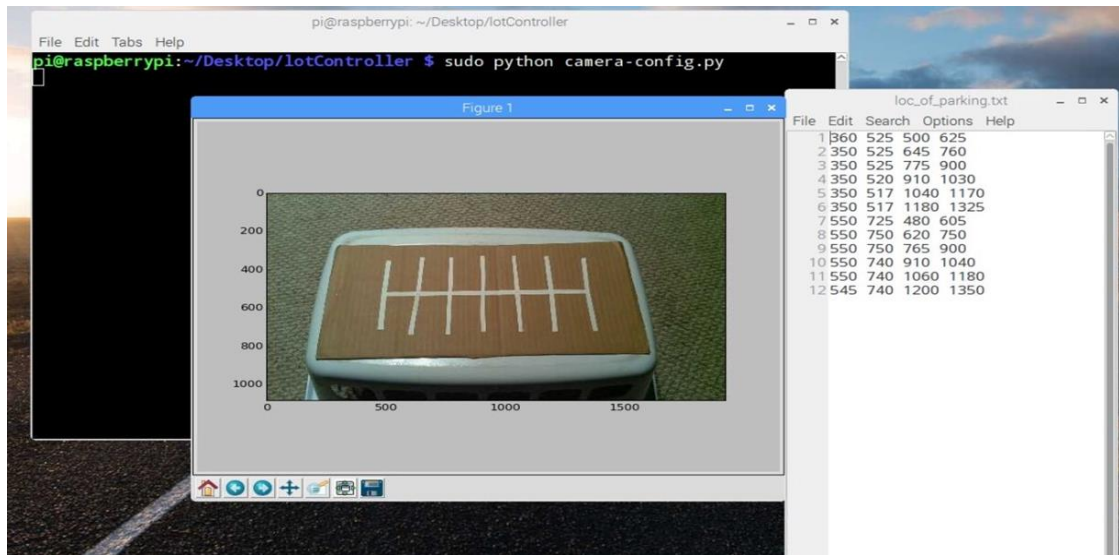 pi@raspberrypi: ~/Desktop/lotController
File Edit Tabs Help
pi@raspberrypi:~/Desktop/lotController $ sudo python camera-config.py
Figure 1
0
200
400
600
800
1000
0 500 1000 1500
loc_of_parking.txt
File Edit Search Options Help
1 360 525 500 625
2 350 525 645 760
3 350 525 775 900
4 350 520 910 1030
5 350 517 1040 1170
6 350 517 1180 1325
7 550 725 480 605
8 550 750 620 750
9 550 750 765 900
10 550 740 910 1040
11 550 740 1060 1180
12 545 740 1200 1350